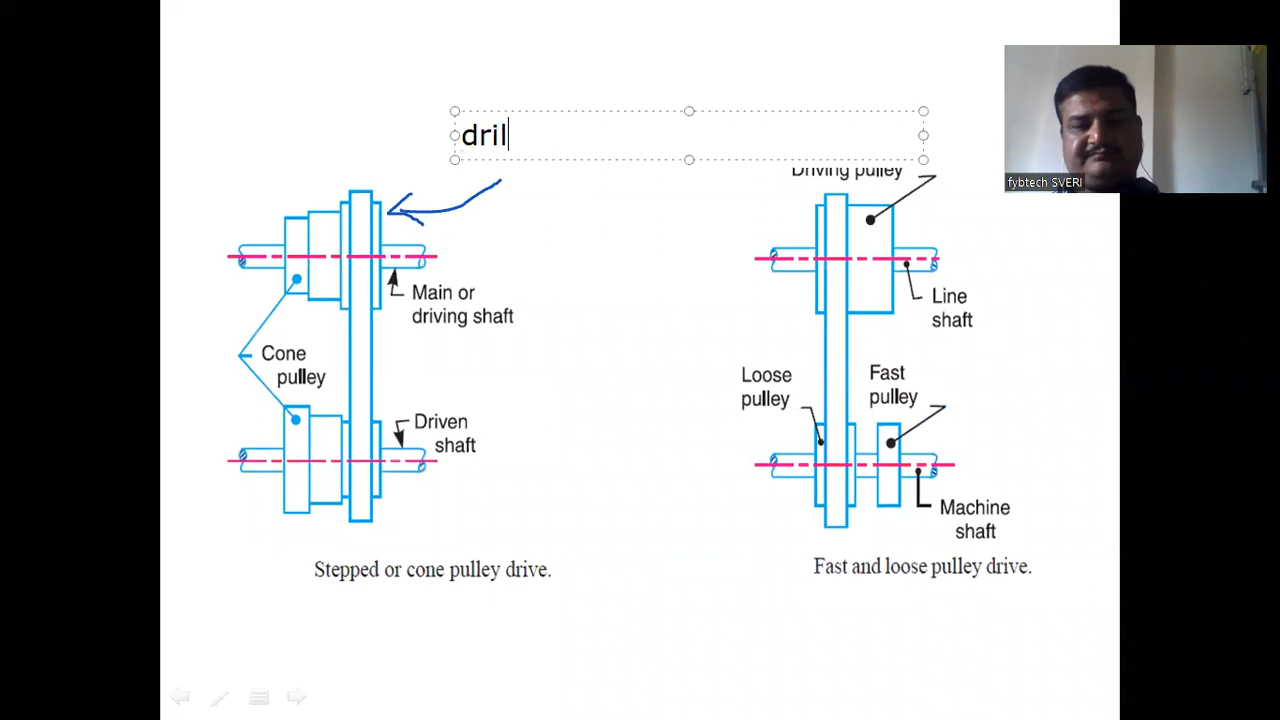 dril
Driving pulley
fybtech SVERI
Main or
driving shaft
Cone
pulley
Driven
shaft
Stepped or cone pulley drive.
Line
shaft
Loose
pulley
Fast
pulley
Machine
shaft
Fast and loose pulley drive.